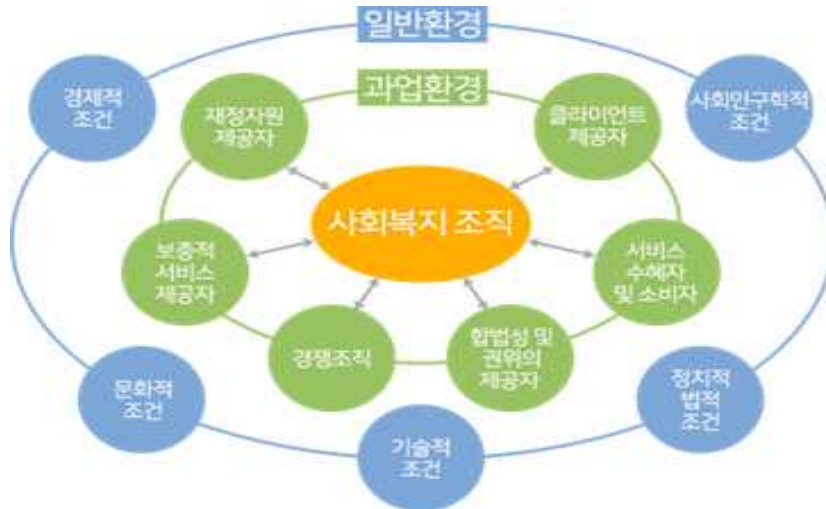 일반환경
과업환경
경제적
조건
사회인구학적
조건
재정자원
제공자
클라이언트
제공자
사회복지 조직
보충적
서비스
제공자
서비스
수혜자
및 소비자
경쟁조직
합법성 및
권위의
제공자
문화적
조건
기술적
조건
정치적
법적
조건